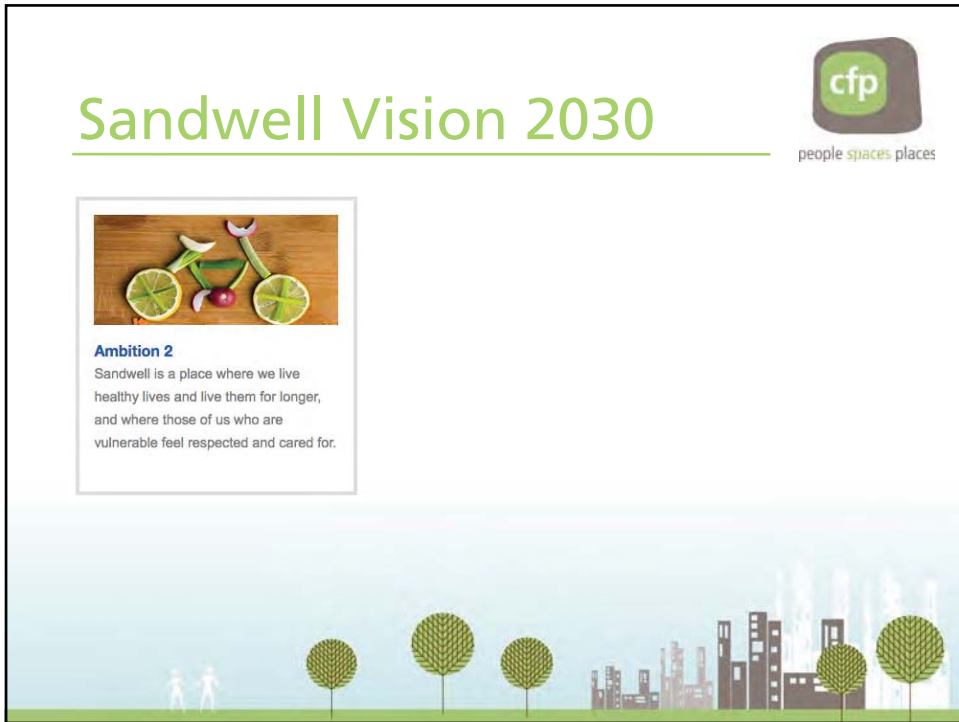 Sandwell Vision 2030
cfp
people spaces places
Ambition 2
Sandwell is a place where we live
healthy lives and live them for longer,
and where those of us who are
vulnerable feel respected and cared for.